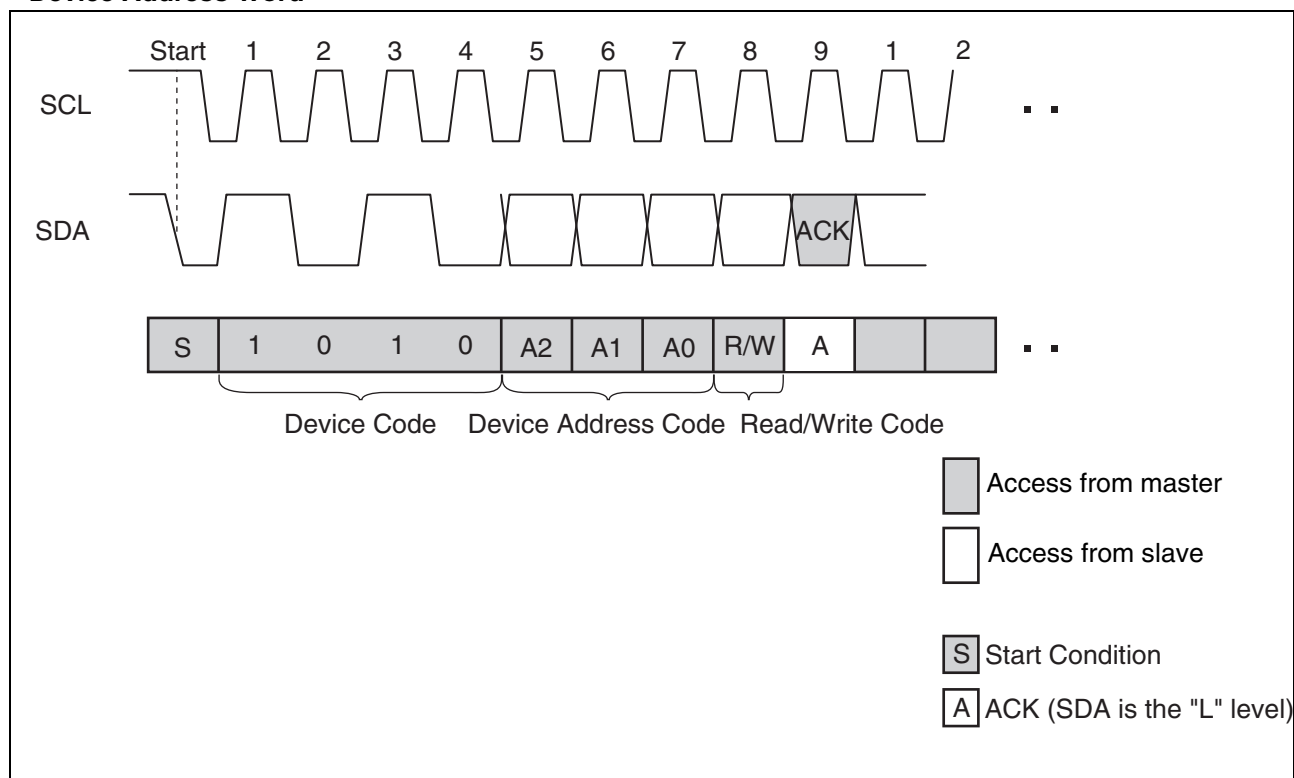 Device Address Word
Start 1 2 3 4 5 6 7 8 9 1 2
SCL
SDA
ACK
S 1 0 1 0 A2 A1 A0 R/W A
Device Code Device Address Code Read/Write Code
Access from master
Access from slave
S Start Condition
A ACK (SDA is the "L" level)